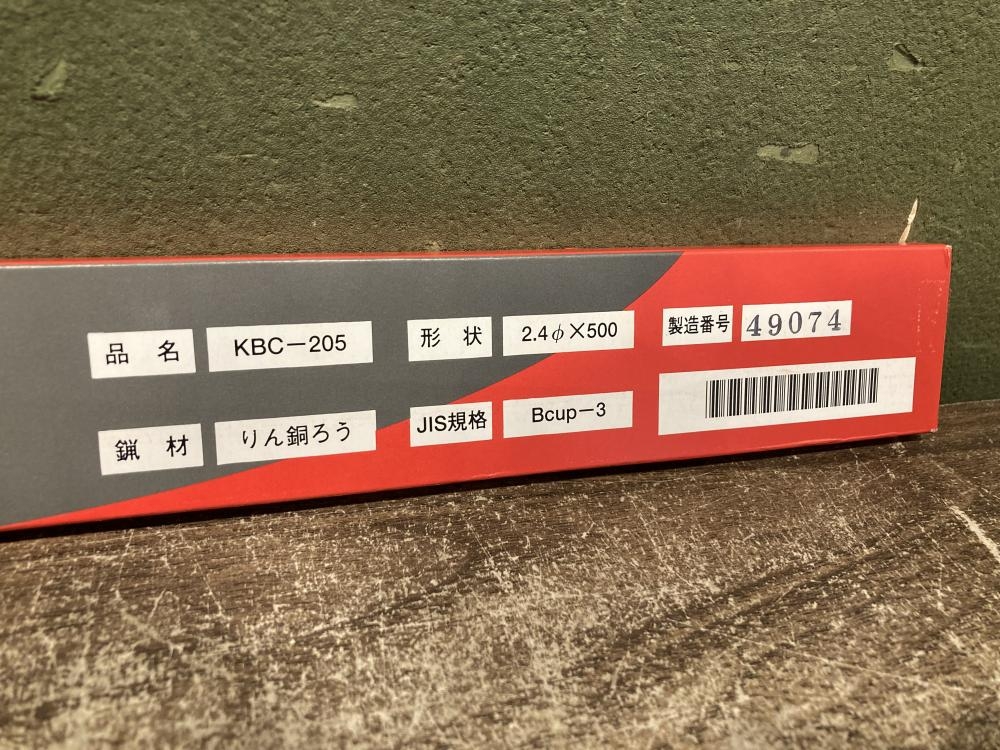 品 名 KBC－205 形 状 2.4φ×500 製造番号 49074
鑞 材 りん銅ろう JIS規格 Bcup－3